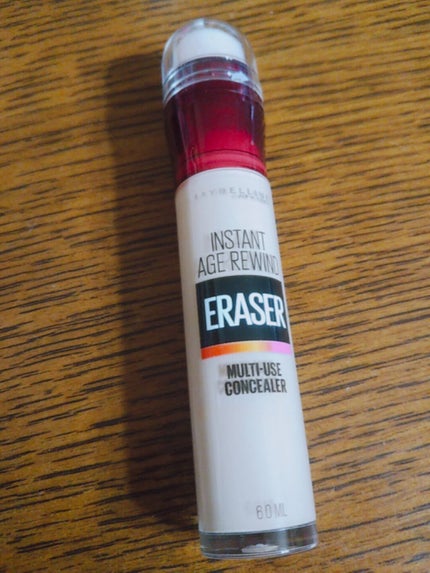 MAYBELLINE
INSTANT
AGE REWIND
ERASER
MULTI-USE
CONCEALER
6.0 ML